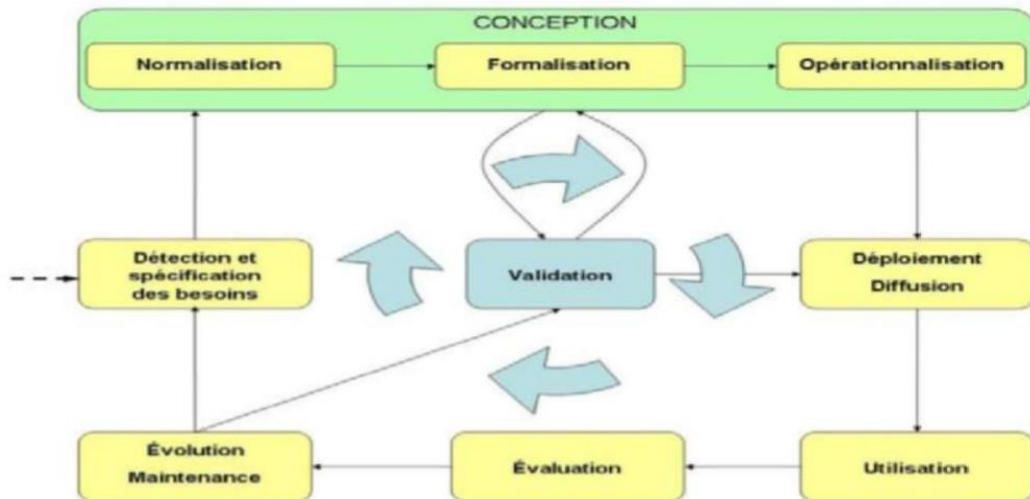 CONCEPTION
Normalisation
Formalisation
Opérationnalisation
Détection et
spécification
des besoins
Validation
Déploiement
Diffusion
Évolution
Maintenance
Évaluation
Utilisation